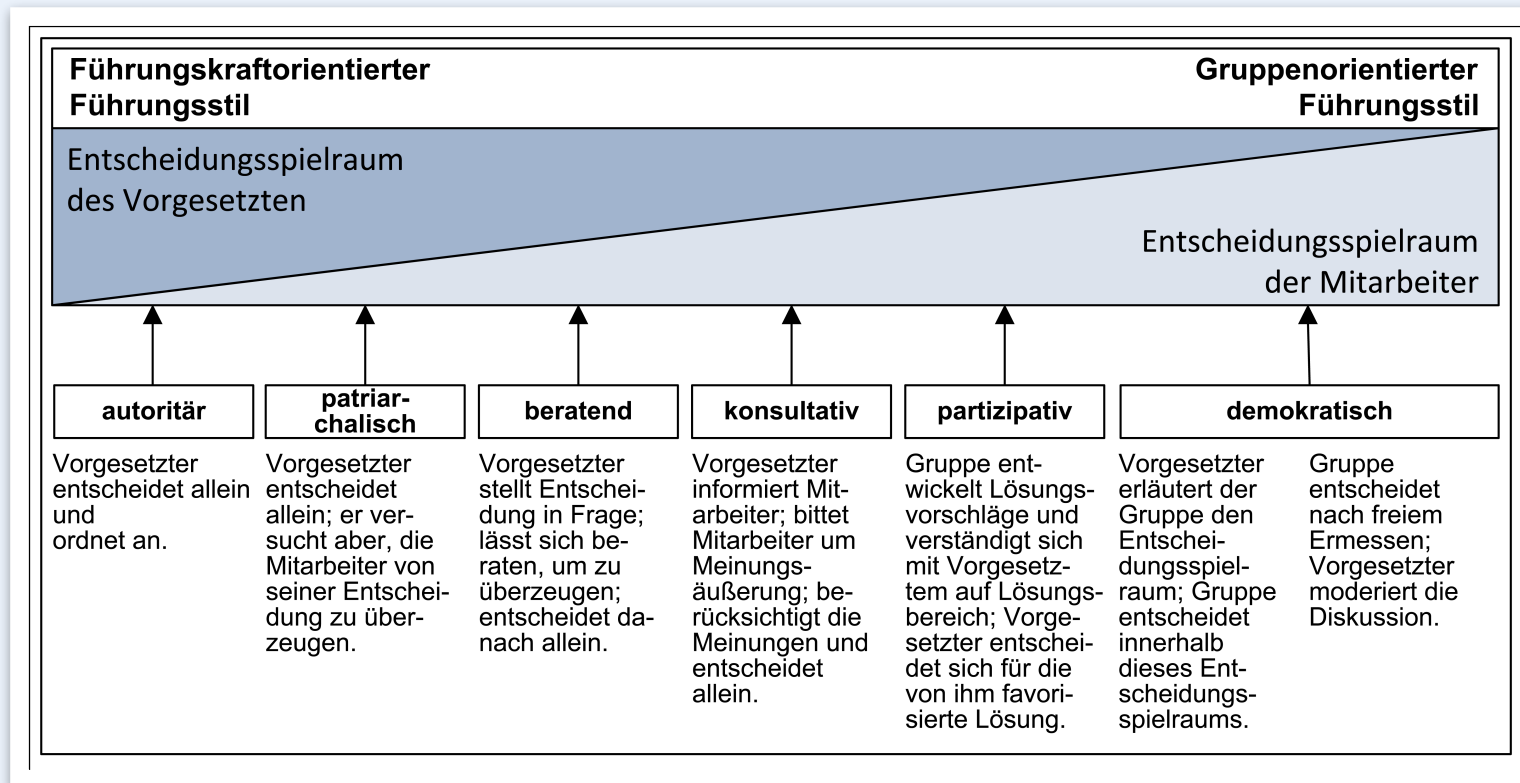 Führungskraftorientierter
Führungsstil
Gruppenorientierter
Führungsstil
Entscheidungsspielraum
des Vorgesetzten
Entscheidungsspielraum
der Mitarbeiter
autoritär
Vorgesetzter
entscheidet allein
und
ordnet an.
patriar-
chalisch
Vorgesetzter
entscheidet
allein; er ver-
sucht aber, die
Mitarbeiter von
seiner Entschei-
dung zu über-
zeugen.
beratend
Vorgesetzter
stellt Entschei-
dung in Frage;
lässt sich be-
raten, um zu
überzeugen;
entscheidet da-
nach allein.
konsultativ
Vorgesetzter
informiert Mit-
arbeiter; bittet
Mitarbeiter um
Meinungs-
äußerung; be-
rücksichtigt die
Meinungen und
entscheidet
allein.
partizipativ
Gruppe ent-
wickelt Lösungs-
vorschläge und
verständigt sich
mit Vorgesetz-
tem auf Lösungs-
bereich; Vorge-
setzter entschei-
det sich für die
von ihm favori-
sierte Lösung.
demokratisch
Vorgesetzter
erläutert der
Gruppe den
Entschei-
dungsspiel-
raum; Gruppe
entscheidet
innerhalb
dieses Ent-
scheidungs-
spielraums.
Gruppe
entscheidet
nach freiem
Ermessen;
Vorgesetzter
moderiert die
Diskussion.